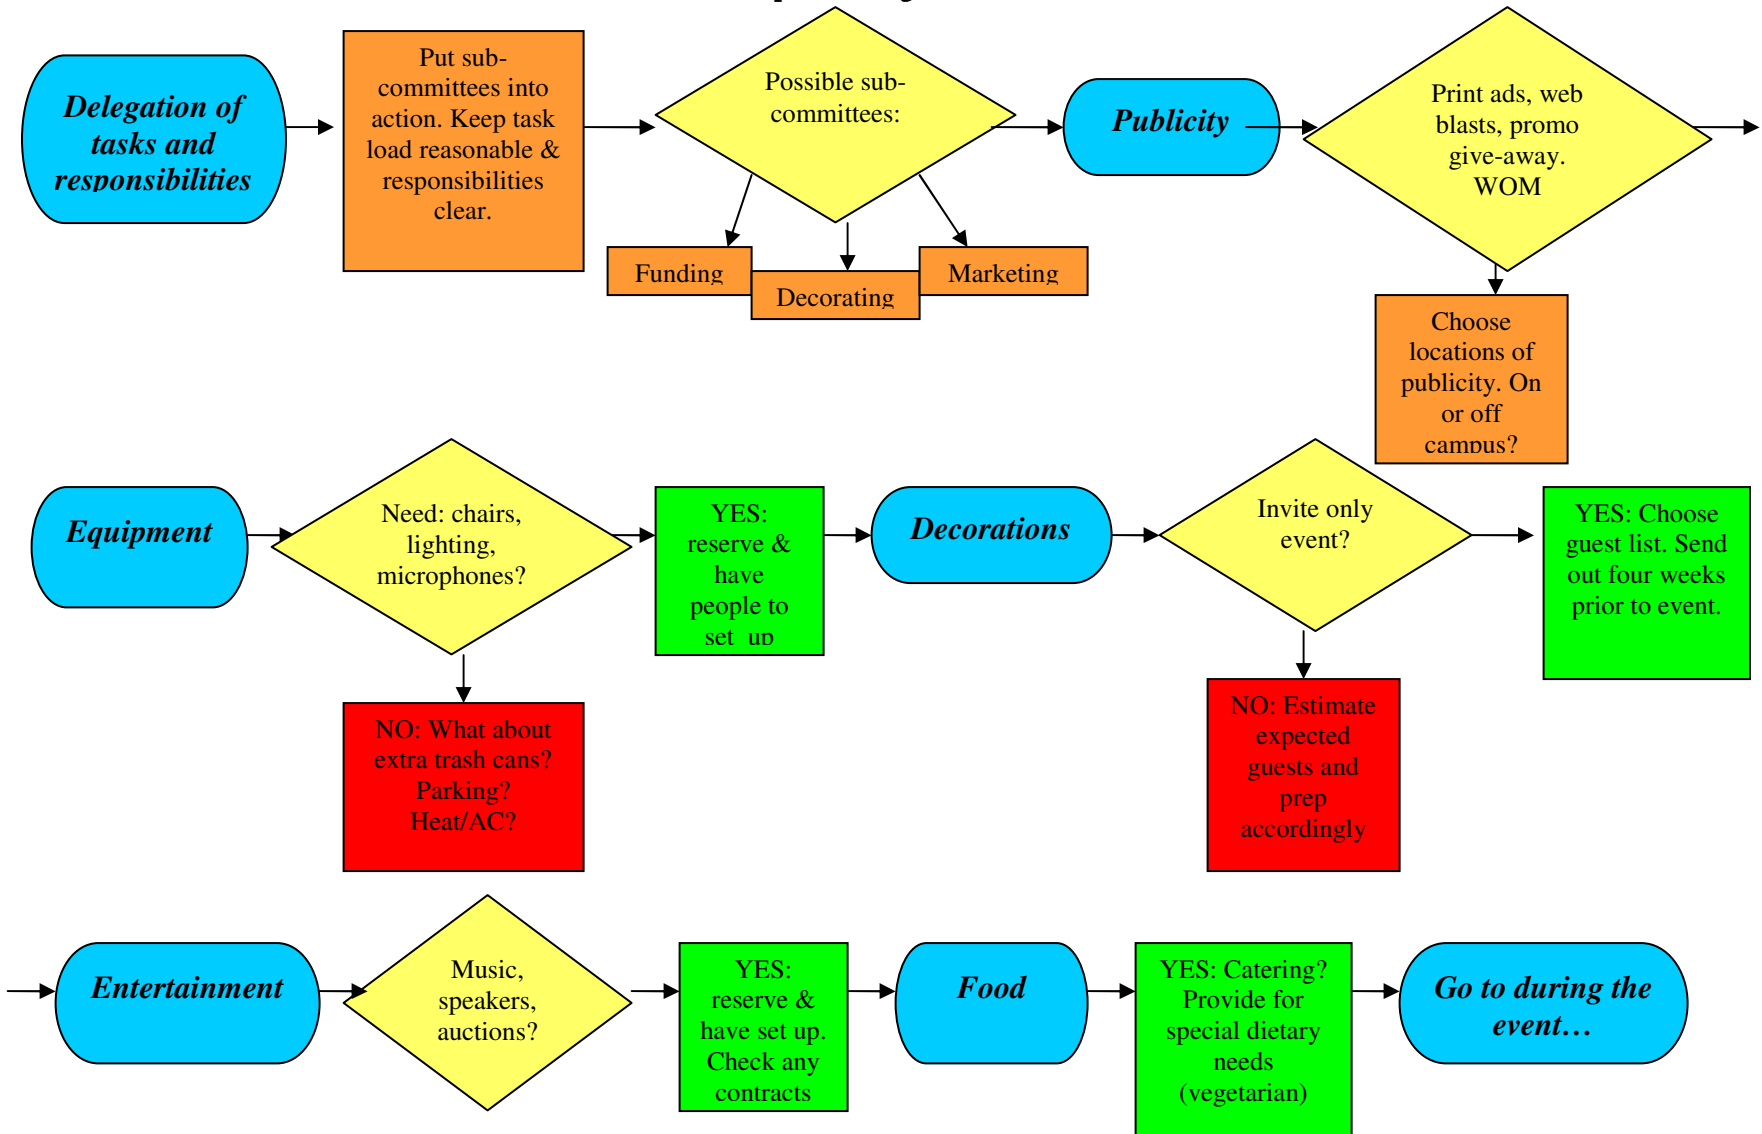 Delegation of
tasks and
responsibilities
Put sub-
committees into
action. Keep task
load reasonable &
responsibilities
clear.
Possible sub-
committees:
Funding
Decorating
Marketing
Publicity
Print ads, web
blasts, promo
give-away.
WOM
Choose
locations of
publicity. On
or off
campus?
Equipment
Need: chairs,
lighting,
microphones?
YES:
reserve &
have
people to
set up
NO: What about
extra trash cans?
Parking?
Heat/AC?
Decorations
Invite only
event?
YES: Choose
guest list. Send
out four weeks
prior to event.
NO: Estimate
expected
guests and
prep
accordingly
Entertainment
Music,
speakers,
auctions?
YES:
reserve &
have set up.
Check any
contracts
Food
YES: Catering?
Provide for
special dietary
needs
(vegetarian)
Go to during the
event…